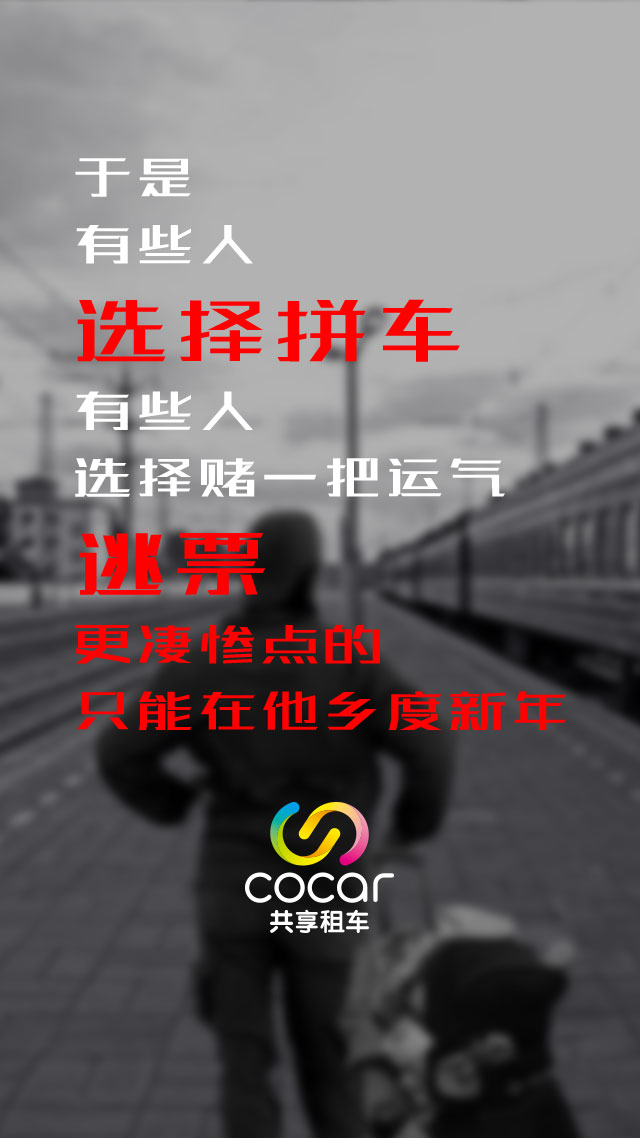 于是
有些人
选择拼车
有些人
选择赌一把运气
逃票
更凄惨点的
只能在他乡度新年
cocar
共享租车